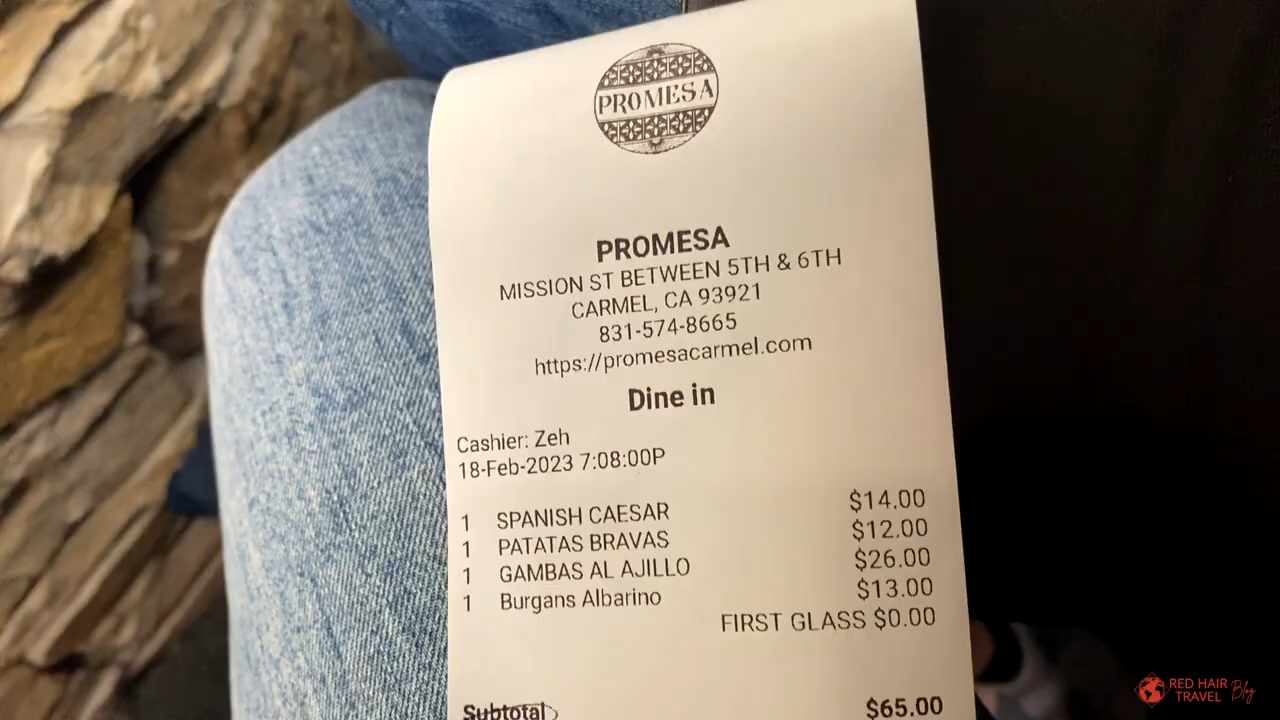 PROMESA
PROMESA
MISSION ST BETWEEN 5TH & 6TH
CARMEL, CA 93921
831-574-8665
https://promesacarmel.com
Dine in
Cashier: Zeh
18-Feb-2023 7:08:00P
1 SPANISH CAESAR $14.00
1 PATATAS BRAVAS $12.00
1 GAMBAS AL AJILLO $26.00
1 Burgans Albarino $13.00
FIRST GLASS $0.00
Subtotal $65.00
RED HAIR
TRAVEL Blog